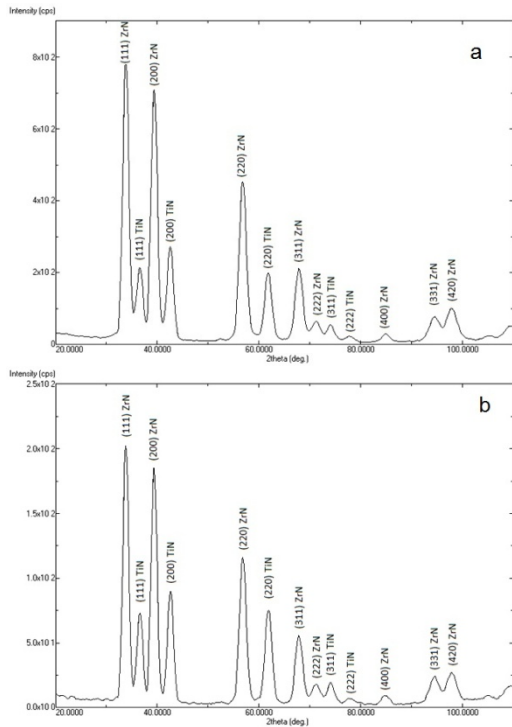 Intensity (cps)
a
8x10 2
6x10 2
4x10 2
2x10 2
0
(111) ZrN
(111) TiN
(200) ZrN
(200) TiN
(220) ZrN
(220) TiN
(311) ZrN
(222) ZrN
(311) TiN
(222) TiN
(400) ZrN
(331) ZrN
(420) ZrN
20.0000 40.0000 60.0000 80.0000 100.0000
2theta (deg.)
Intensity (cps)
b
2.5x10 2
2.0x10 2
1.5x10 2
1.0x10 2
5.0x10 1
0.0x10 0
(111) ZrN
(111) TiN
(200) ZrN
(200) TiN
(220) ZrN
(220) TiN
(311) ZrN
(222) ZrN
(311) TiN
(222) TiN
(400) ZrN
(331) ZrN
(420) ZrN
20.0000 40.0000 60.0000 80.0000 100.0000
2theta (deg.)